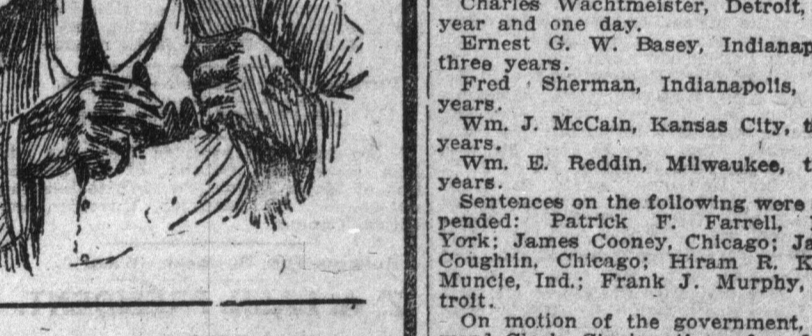 Charles Wachtmeister, Detroit,
year and one day.
Ernest G. W. Basey, Indianap
three years.
Fred Sherman, Indianapolis,
years.
Wm. J. McCain, Kansas City, t
years.
Wm. E. Reddin, Milwaukee, t
years.
Sentences on the following were
pended: Patrick F. Farrell,
York; James Cooney, Chicago; Ja
Coughlin, Chicago; Hiram R. K
Muncie, Ind.; Frank J. Murphy,
troit.
On motion of the government,